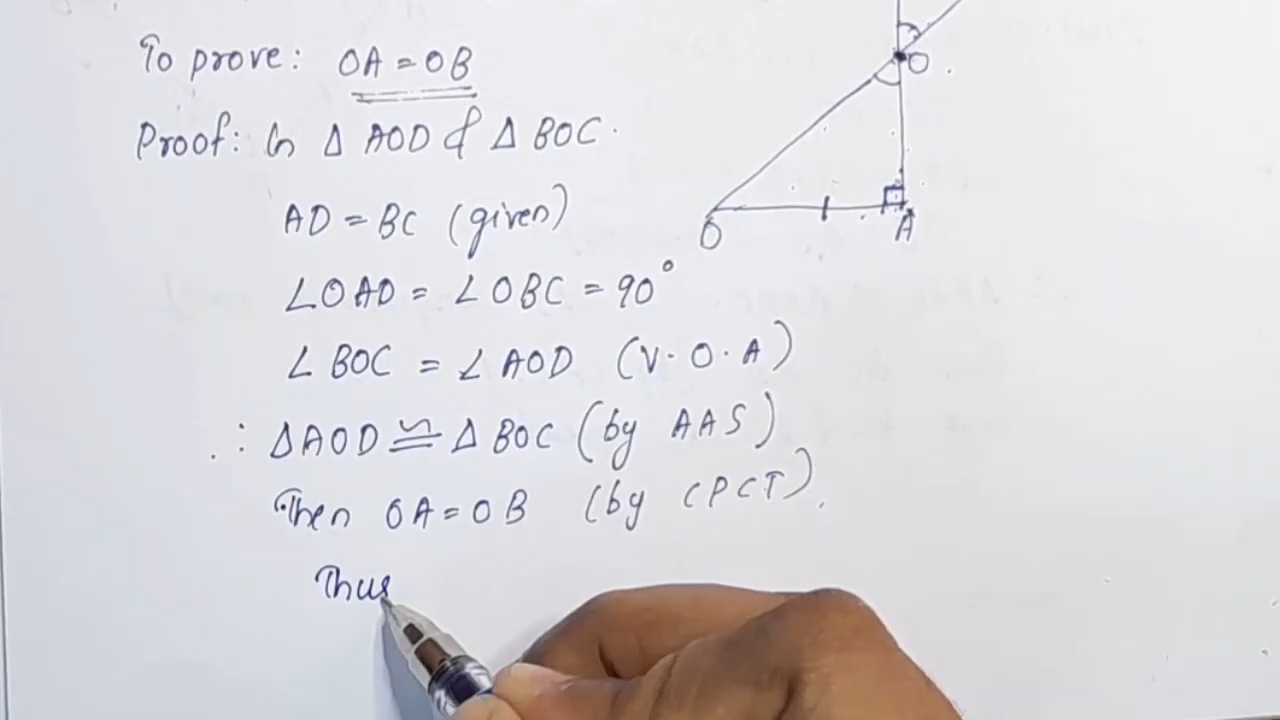 To prove: OA = OB
Proof: In Δ AOD & Δ BOC.
AD = BC (given)
∠OAD = ∠OBC = 90°
∠BOC = ∠AOD (V.O.A)
∴ ΔAOD ≅ Δ BOC (by AAS)
Then OA = OB (by CPCT).
Thus
O
D
A